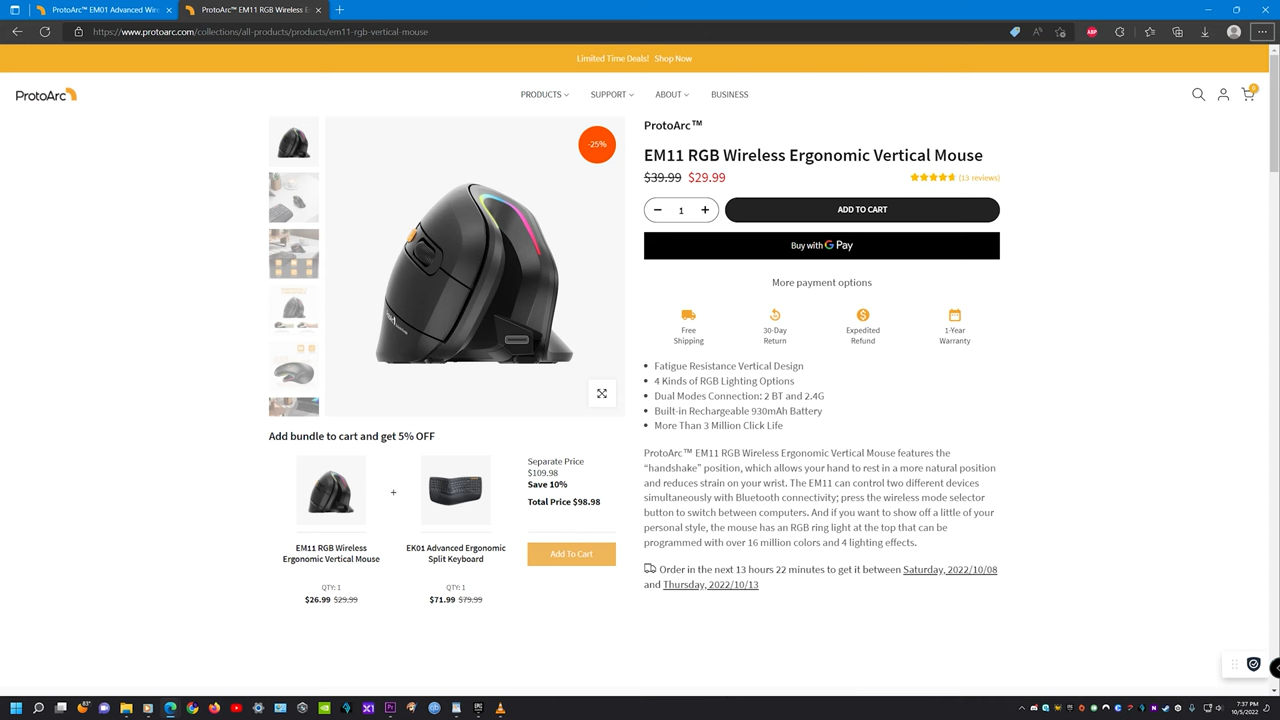 ProtoArc™ EM01 Advanced Wire
ProtoArc™ EM11 RGB Wireless E
https://www.protoarc.com/collections/all-products/products/em11-rgb-vertical-mouse
ABP
Limited Time Deals! Shop Now
ProtoArc
PRODUCTS
SUPPORT
ABOUT
BUSINESS
0
-25%
ProtoArc™
EM11 RGB Wireless Ergonomic Vertical Mouse
$39.99 $29.99
(13 reviews)
1
ADD TO CART
Buy with G Pay
More payment options
Free
Shipping
30-Day
Return
Expedited
Refund
1-Year
Warranty
• Fatigue Resistance Vertical Design
• 4 Kinds of RGB Lighting Options
• Dual Modes Connection: 2 BT and 2.4G
• Built-in Rechargeable 930mAh Battery
• More Than 3 Million Click Life
ProtoArc™ EM11 RGB Wireless Ergonomic Vertical Mouse features the
“handshake” position, which allows your hand to rest in a more natural position
and reduces strain on your wrist. The EM11 can control two different devices
simultaneously with Bluetooth connectivity; press the wireless mode selector
button to switch between computers. And if you want to show off a little of your
personal style, the mouse has an RGB ring light at the top that can be
programmed with over 16 million colors and 4 lighting effects.
Order in the next 13 hours 22 minutes to get it between Saturday, 2022/10/08
and Thursday, 2022/10/13
Add bundle to cart and get 5% OFF
+
EM11 RGB Wireless
Ergonomic Vertical Mouse
QTY: 1
$26.99 $29.99
EK01 Advanced Ergonomic
Split Keyboard
QTY: 1
$71.99 $79.99
Separate Price
$109.98
Save 10%
Total Price $98.98
Add To Cart
83°
7:37 PM
10/5/2022